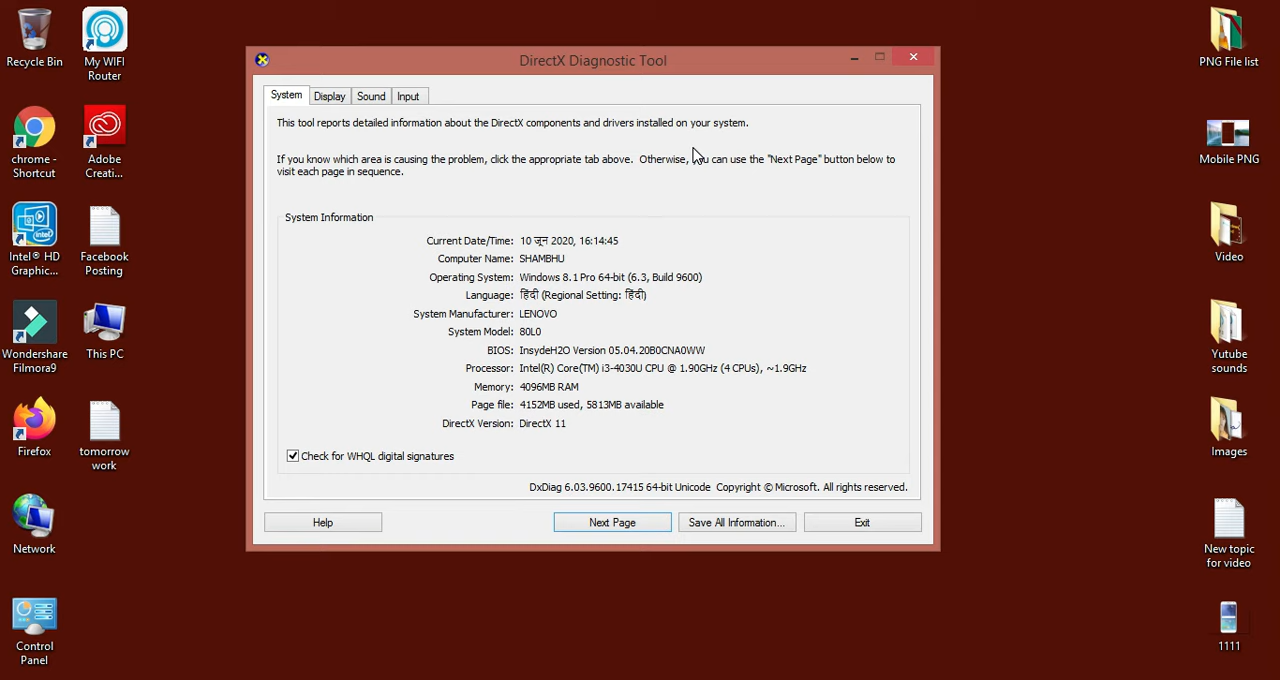 Recycle Bin
My WIFI
Router
chrome -
Shortcut
Adobe
Creati...
Intel® HD
Graphic...
Facebook
Posting
Wondershare
Filmora9
This PC
Firefox
tomorrow
work
Network
Control
Panel
DirectX Diagnostic Tool
System
Display
Sound
Input
This tool reports detailed information about the DirectX components and drivers installed on your system.
If you know which area is causing the problem, click the appropriate tab above. Otherwise, you can use the "Next Page" button below to
visit each page in sequence.
System Information
Current Date/Time: 10 जून 2020, 16:14:45
Computer Name: SHAMBHU
Operating System: Windows 8.1 Pro 64-bit (6.3, Build 9600)
Language: हिंदी (Regional Setting: हिंदी)
System Manufacturer: LENOVO
System Model: 80L0
BIOS: InsydeH2O Version 05.04.20B0CNA0WW
Processor: Intel(R) Core(TM) i3-4030U CPU @ 1.90GHz (4 CPUs), ~1.9GHz
Memory: 4096MB RAM
Page file: 4152MB used, 5813MB available
DirectX Version: DirectX 11
Check for WHQL digital signatures
DxDiag 6.03.9600.17415 64-bit Unicode Copyright © Microsoft. All rights reserved.
Help
Next Page
Save All Information...
Exit
PNG File list
Mobile PNG
Video
Yutube
sounds
Images
New topic
for video
1111